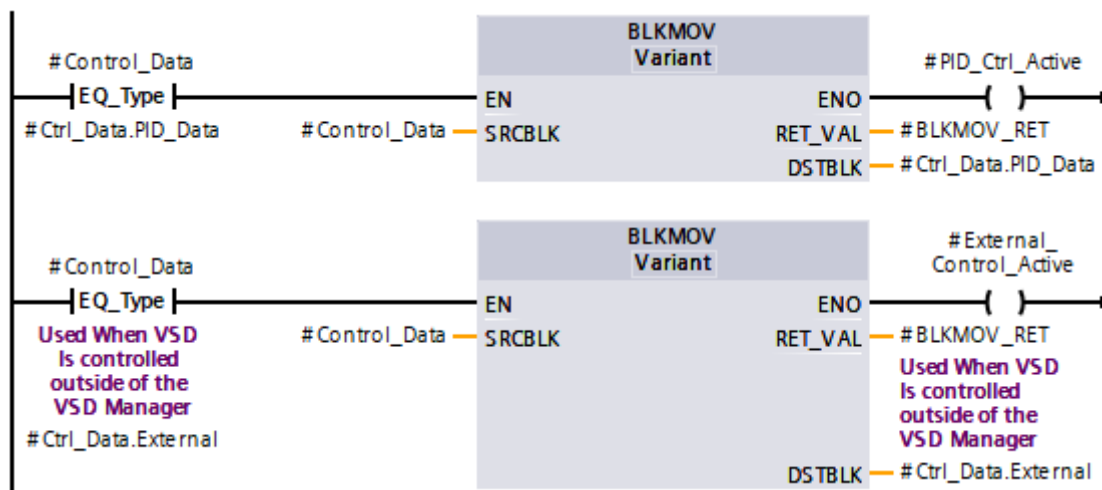 BLKMOV
Variant
#Control_Data
EQ_Type
#Ctrl_Data.PID_Data
#Control_Data
EN
SRCBLK
ENO
RET_VAL
DSTBLK
#PID_Ctrl_Active
#BLKMOV_RET
#Ctrl_Data.PID_Data
BLKMOV
Variant
#Control_Data
EQ_Type
Used When VSD
Is controlled
outside of the
VSD Manager
#Ctrl_Data.External
#Control_Data
EN
SRCBLK
ENO
RET_VAL
DSTBLK
#External_
Control_Active
#BLKMOV_RET
Used When VSD
Is controlled
outside of the
VSD Manager
#Ctrl_Data.External